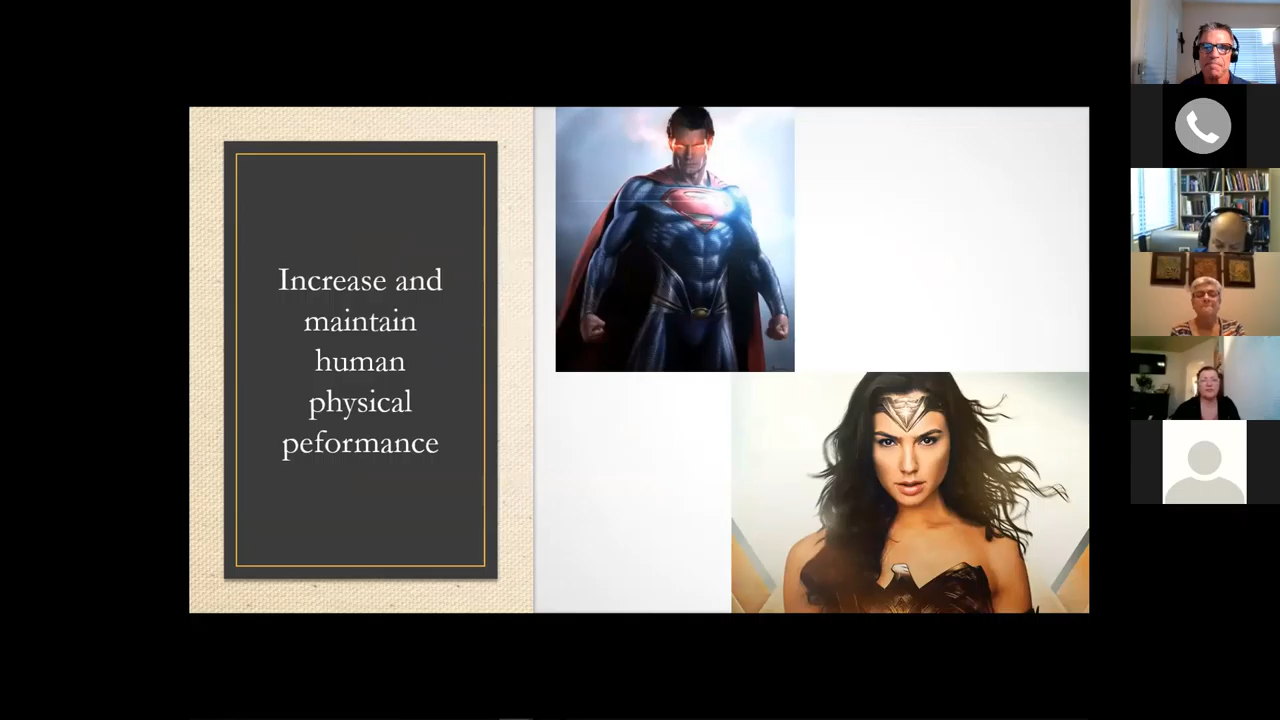 Increase and
maintain
human
physical
peformance